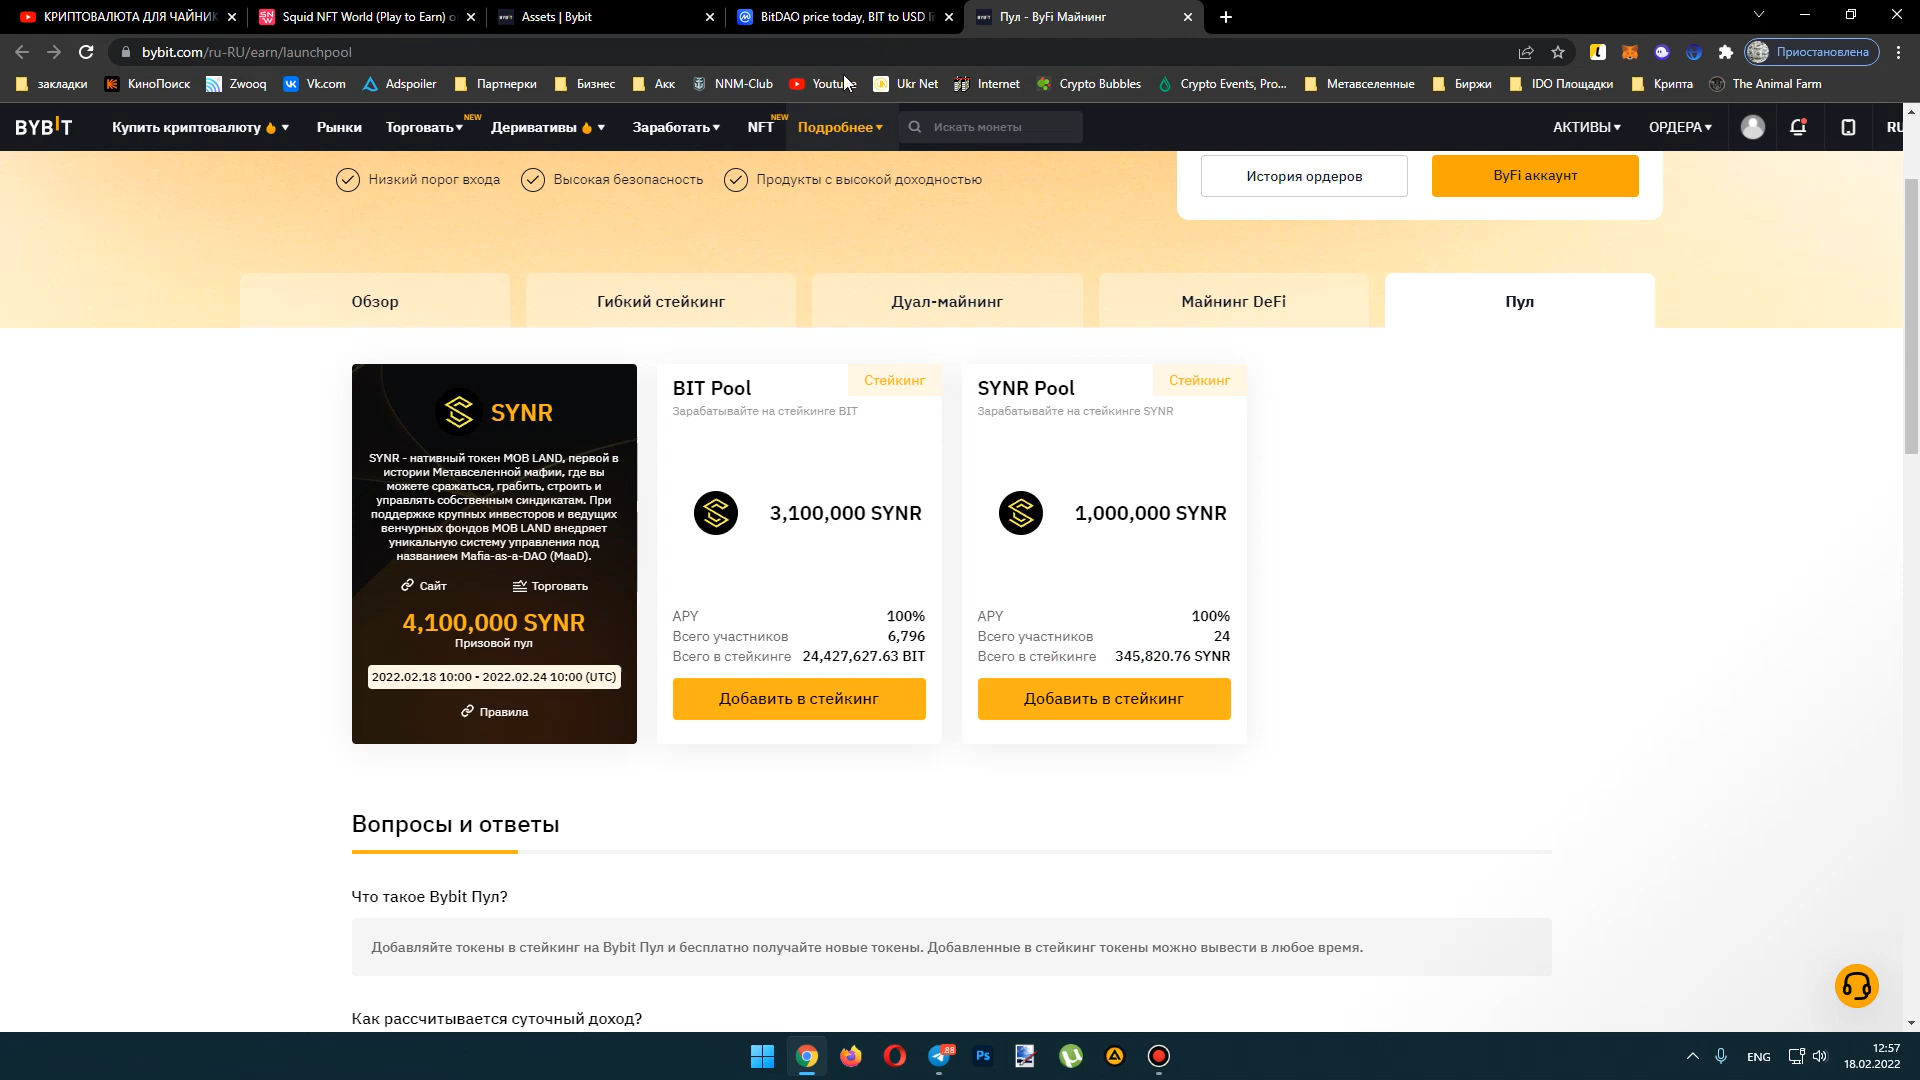 КРИПТОВАЛЮТА ДЛЯ ЧАЙНИК
Squid NFT World (Play to Earn) o
Assets | Bybit
BitDAO price today, BIT to USD li
Пул - ByFi Майнинг
bybit.com/ru-RU/earn/launchpool
Приостановлена
закладки
КиноПоиск
Zwooq
Vk.com
Adspoiler
Партнерки
Бизнес
Акк
NNM-Club
Youtube
Ukr Net
Internet
Crypto Bubbles
Crypto Events, Pro...
Метавселенные
Биржи
IDO Площадки
Крипта
The Animal Farm
BYBIT
Купить криптовалюту
Рынки
Торговать
NEW
Деривативы
Заработать
NFT
NEW
Подробнее
Искать монеты
АКТИВЫ
ОРДЕРА
RU
Низкий порог входа
Высокая безопасность
Продукты с высокой доходностью
История ордеров
ByFi аккаунт
Обзор
Гибкий стейкинг
Дуал-майнинг
Майнинг DeFi
Пул
SYNR
SYNR - нативный токен MOB LAND, первой в
истории Метавселенной мафии, где вы
можете сражаться, грабить, строить и
управлять собственным синдикатам. При
поддержке крупных инвесторов и ведущих
венчурных фондов MOB LAND внедряет
уникальную систему управления под
названием Mafia-as-a-DAO (MaaD).
Сайт
Торговать
4,100,000 SYNR
Призовой пул
2022.02.18 10:00 - 2022.02.24 10:00 (UTC)
Правила
BIT Pool
Стейкинг
Зарабатывайте на стейкинге BIT
3,100,000 SYNR
APY 100%
Всего участников 6,796
Всего в стейкинге 24,427,627.63 BIT
Добавить в стейкинг
SYNR Pool
Стейкинг
Зарабатывайте на стейкинге SYNR
1,000,000 SYNR
APY 100%
Всего участников 24
Всего в стейкинге 345,820.76 SYNR
Добавить в стейкинг
Вопросы и ответы
Что такое Bybit Пул?
Добавляйте токены в стейкинг на Bybit Пул и бесплатно получайте новые токены. Добавленные в стейкинг токены можно вывести в любое время.
Как рассчитывается суточный доход?
88
Ps
ENG
12:57
18.02.2022